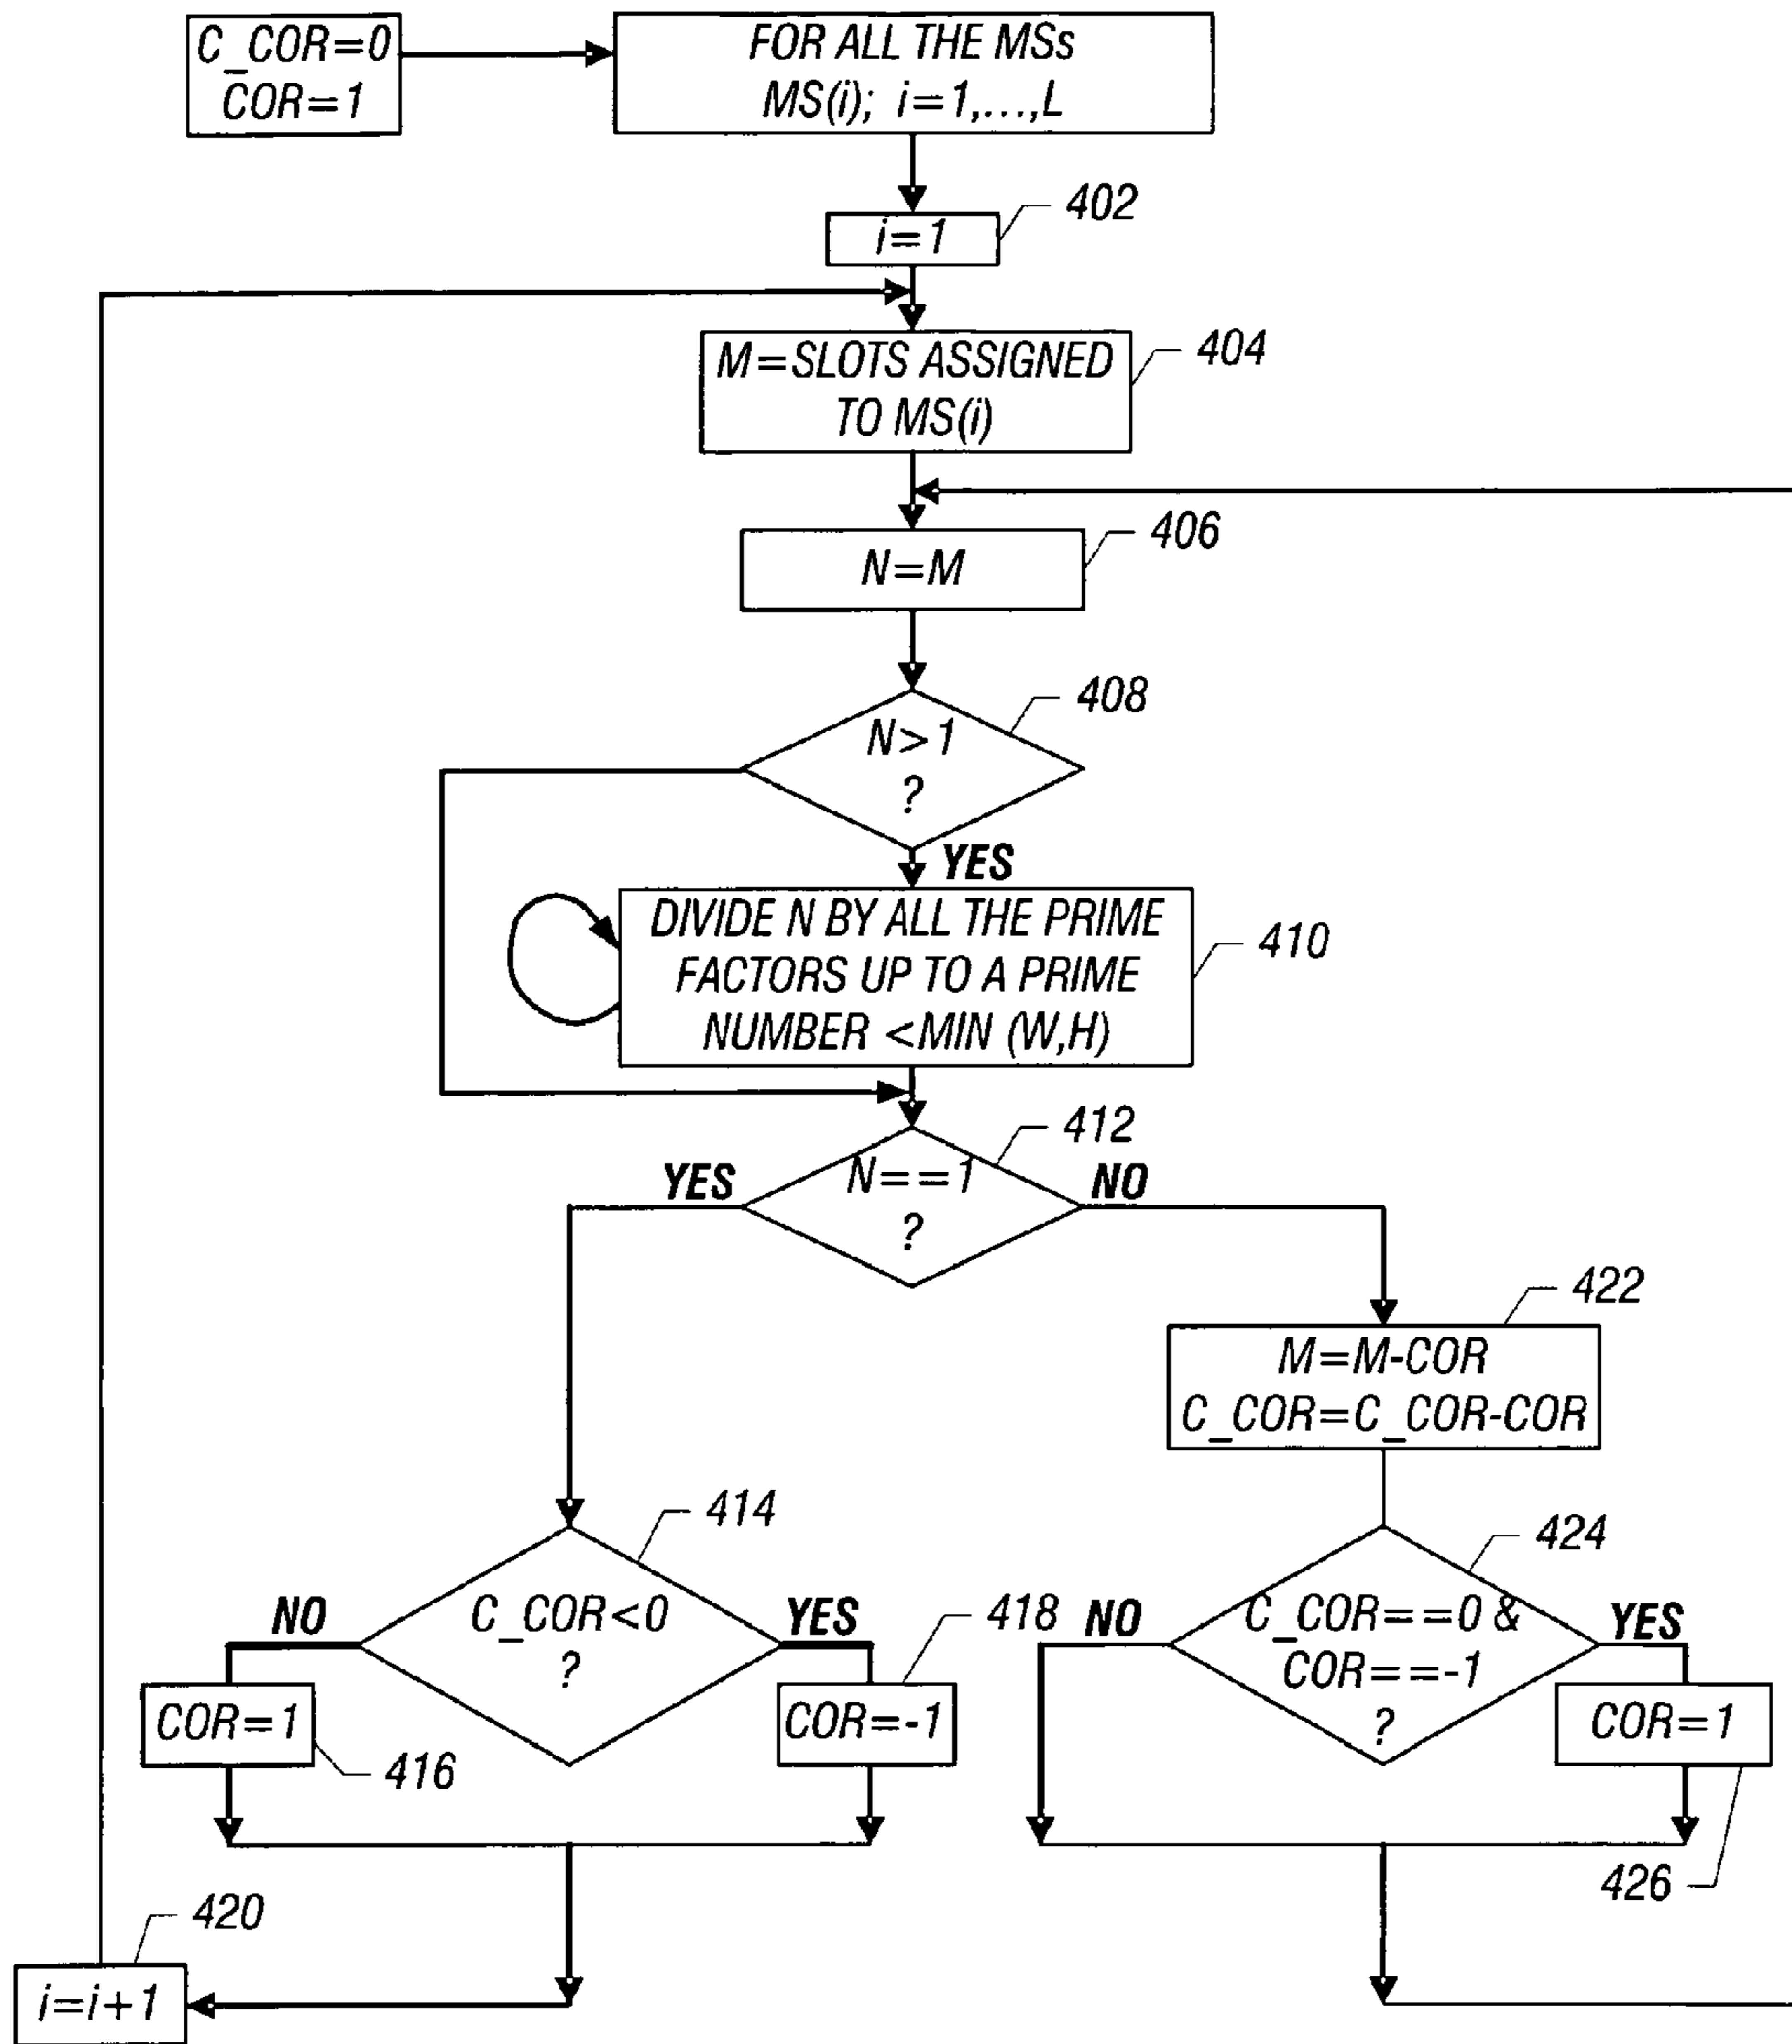 C_COR=0
COR=1
FOR ALL THE MSs
MS(i); i=1,...,L
402
i=1
404
M=SLOTS ASSIGNED
TO MS(i)
406
N=M
408
N>1
?
YES
410
DIVIDE N BY ALL THE PRIME
FACTORS UP TO A PRIME
NUMBER <MIN (W,H)
412
YES
N==1
?
NO
422
M=M-COR
C_COR=C_COR-COR
414
NO
C_COR<0
?
YES
418
COR=1
416
COR=-1
424
NO
C_COR==0 &
COR==-1
?
YES
COR=1
426
420
i=i+1